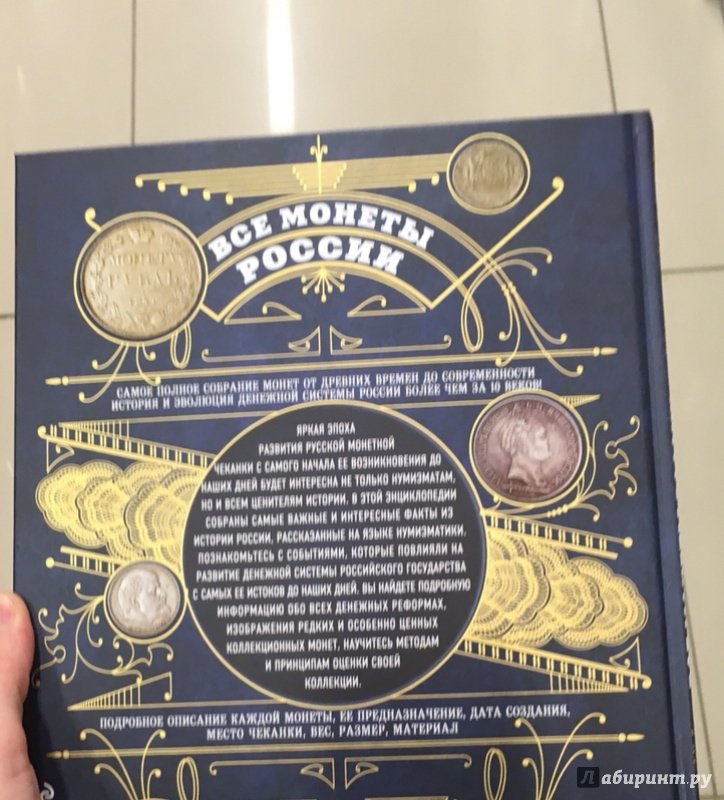 ВСЕ МОНЕТЫ
РОССИИ
МОНЕТА
РУБЛЬ
САМОЕ ПОЛНОЕ СОБРАНИЕ МОНЕТ ОТ ДРЕВНИХ ВРЕМЕН ДО СОВРЕМЕННОСТИ
ИСТОРИЯ И ЭВОЛЮЦИЯ ДЕНЕЖНОЙ СИСТЕМЫ РОССИИ БОЛЕЕ ЧЕМ ЗА 10 ВЕКОВ!
ЯРКАЯ ЭПОХА
РАЗВИТИЯ РУССКОЙ МОНЕТНОЙ
ЧЕКАНКИ С САМОГО НАЧАЛА ЕЕ ВОЗНИКНОВЕНИЯ ДО
НАШИХ ДНЕЙ БУДЕТ ИНТЕРЕСНА НЕ ТОЛЬКО НУМИЗМАТАМ,
НО И ВСЕМ ЦЕНИТЕЛЯМ ИСТОРИИ. В ЭТОЙ ЭНЦИКЛОПЕДИИ
СОБРАНЫ САМЫЕ ВАЖНЫЕ И ИНТЕРЕСНЫЕ ФАКТЫ ИЗ
ИСТОРИИ РОССИИ, РАССКАЗАННЫЕ НА ЯЗЫКЕ НУМИЗМАТИКИ.
ПОЗНАКОМЬТЕСЬ С СОБЫТИЯМИ, КОТОРЫЕ ПОВЛИЯЛИ НА
РАЗВИТИЕ ДЕНЕЖНОЙ СИСТЕМЫ РОССИЙСКОГО ГОСУДАРСТВА
С САМЫХ ЕЕ ИСТОКОВ ДО НАШИХ ДНЕЙ. ВЫ НАЙДЕТЕ ПОДРОБНУЮ
ИНФОРМАЦИЮ ОБО ВСЕХ ДЕНЕЖНЫХ РЕФОРМАХ,
ИЗОБРАЖЕНИЯ РЕДКИХ И ОСОБЕННО ЦЕННЫХ
КОЛЛЕКЦИОННЫХ МОНЕТ, НАУЧИТЕСЬ МЕТОДАМ
И ПРИНЦИПАМ ОЦЕНКИ СВОЕЙ
КОЛЛЕКЦИИ.
ПОДРОБНОЕ ОПИСАНИЕ КАЖДОЙ МОНЕТЫ, ЕЕ ПРЕДНАЗНАЧЕНИЕ, ДАТА СОЗДАНИЯ,
МЕСТО ЧЕКАНКИ, ВЕС, РАЗМЕР, МАТЕРИАЛ
Лабиринт.ру